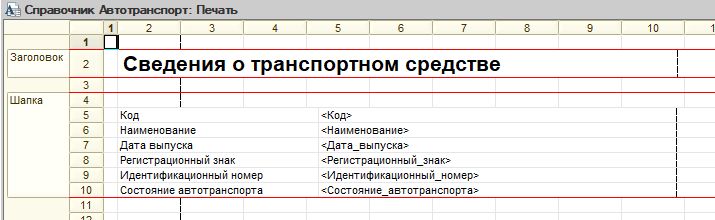 Справочник Автотранспорт: Печать
1 2 3 4 5 6 7 8 9 10
1
Заголовок 2 Сведения о транспортном средстве
3
Шапка 4
5 Код <Код>
6 Наименование <Наименование>
7 Дата выпуска <Дата_выпуска>
8 Регистрационный знак <Регистрационный_знак>
9 Идентификационный номер <Идентификационный_номер>
10 Состояние автотранспорта <Состояние_автотранспорта>
11